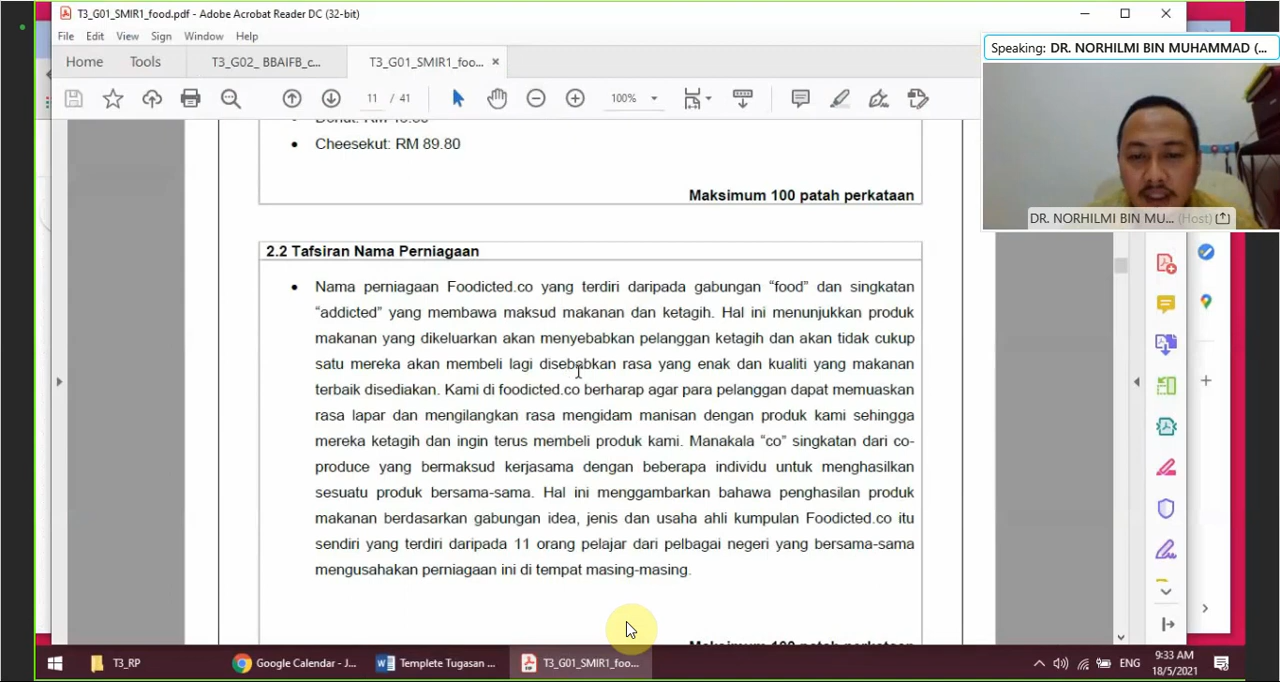 T3_G01_SMIR1_food.pdf - Adobe Acrobat Reader DC (32-bit)
File Edit View Sign Window Help
Speaking: DR. NORHILMI BIN MUHAMMAD (...
Home Tools T3_G02_ BBAIFB_c... T3_G01_SMIR1_foo... ×
11 / 41 100%
Cheesekut: RM 89.80
Maksimum 100 patah perkataan
DR. NORHILMI BIN MU... (Host)
2.2 Tafsiran Nama Perniagaan
Nama perniagaan Foodicted.co yang terdiri daripada gabungan “food” dan singkatan
“addicted” yang membawa maksud makanan dan ketagih. Hal ini menunjukkan produk
makanan yang dikeluarkan akan menyebabkan pelanggan ketagih dan akan tidak cukup
satu mereka akan membeli lagi disebabkan rasa yang enak dan kualiti yang makanan
terbaik disediakan. Kami di foodicted.co berharap agar para pelanggan dapat memuaskan
rasa lapar dan mengilangkan rasa mengidam manisan dengan produk kami sehingga
mereka ketagih dan ingin terus membeli produk kami. Manakala “co” singkatan dari co-
produce yang bermaksud kerjasama dengan beberapa individu untuk menghasilkan
sesuatu produk bersama-sama. Hal ini menggambarkan bahawa penghasilan produk
makanan berdasarkan gabungan idea, jenis dan usaha ahli kumpulan Foodicted.co itu
sendiri yang terdiri daripada 11 orang pelajar dari pelbagai negeri yang bersama-sama
mengusahakan perniagaan ini di tempat masing-masing.
Maksimum 100 patah perkataan
T3_RP Google Calendar - J... Templete Tugasan ... T3_G01_SMIR1_foo... ENG 9:33 AM
18/5/2021